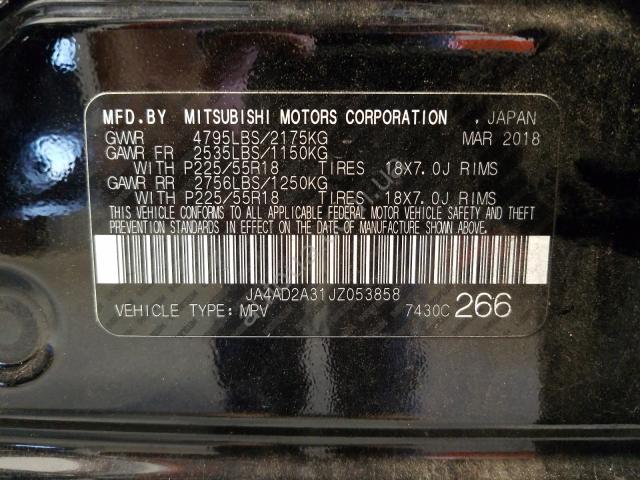 MFD.BY MITSUBISHI MOTORS CORPORATION , JAPAN
GVWR 4795LBS/2175KG MAR 2018
GAWR FR 2535LBS/1150KG
WITH P225/55R18 TIRES 18X7.0J RIMS
GAWR RR 2756LBS/1250KG
WITH P225/55R18 TIRES 18X7.0J RIMS
THIS VEHICLE CONFORMS TO ALL APPLICABLE FEDERAL MOTOR VEHICLE SAFETY AND THEFT
PREVENTION STANDARDS IN EFFECT ON THE DATE OF MANUFACTURE SHOWN ABOVE.
JA4AD2A31JZ053858
VEHICLE TYPE: MPV 7430C 266